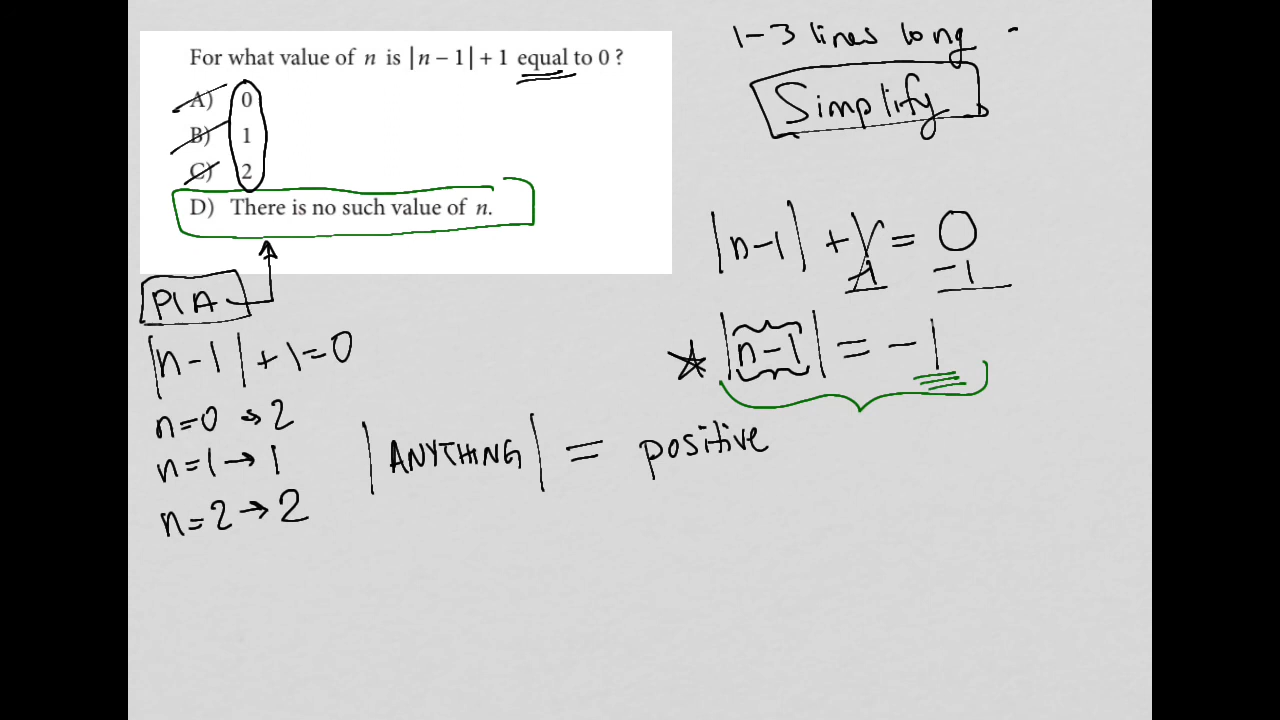 For what value of n is |n − 1| + 1 equal to 0 ?
A) 0
B) 1
C) 2
D) There is no such value of n.
1-3 lines long -
Simplify
|n-1| + 1 = 0
-1 -1
|n-1| = -1
PIA
|n-1| + 1 = 0
n=0 → 2
n=1 → 1
n=2 → 2
|ANYTHING| = positive